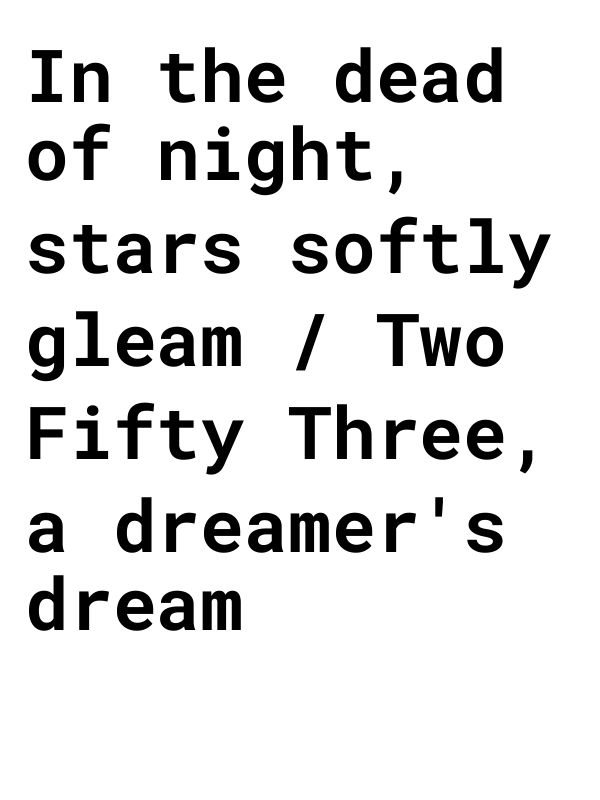 In the dead
of night,
stars softly
gleam / Two
Fifty Three,
a dreamer's
dream